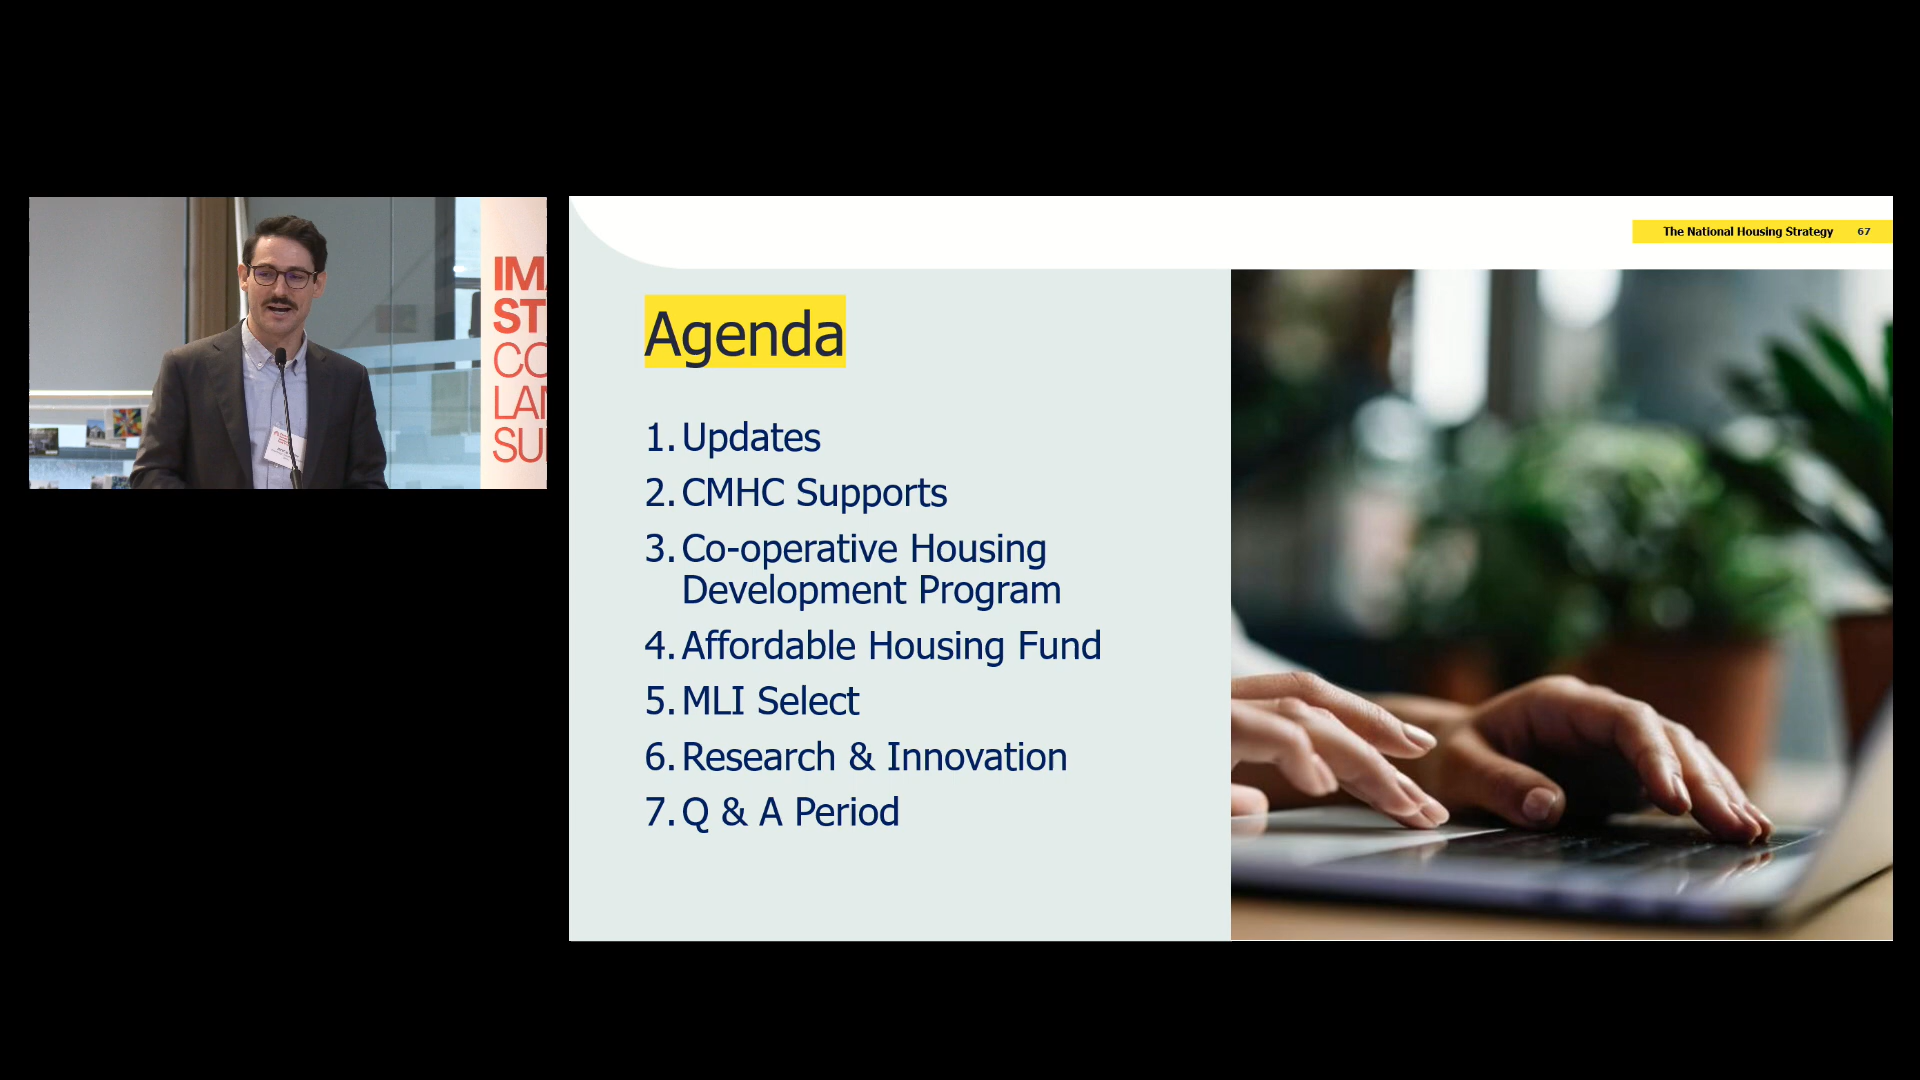 IM
ST
CO
LAN
SU
The National Housing Strategy 67
Agenda
1. Updates
2. CMHC Supports
3. Co-operative Housing
Development Program
4. Affordable Housing Fund
5. MLI Select
6. Research & Innovation
7. Q & A Period